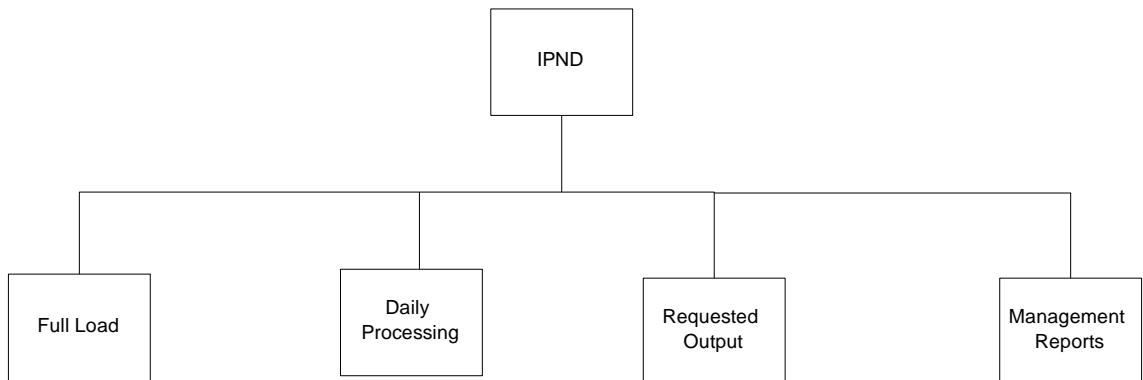 IPND
Full Load
Daily
Processing
Requested
Output
Management
Reports